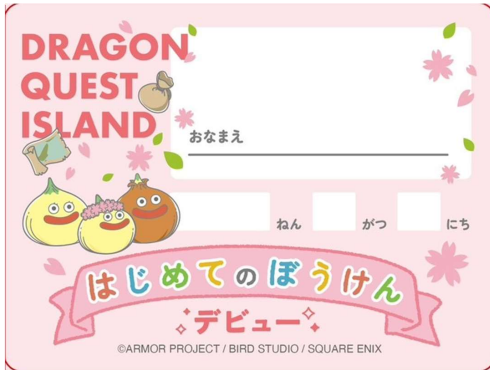 DRAGON
QUEST
ISLAND
おなまえ
ねん がつ にち
はじめてのぼうけん
デビュー
©ARMOR PROJECT / BIRD STUDIO / SQUARE ENIX